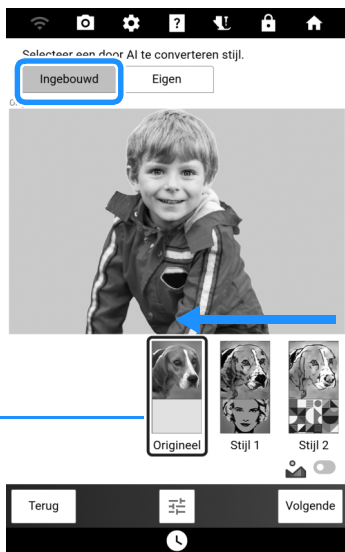 Selecteer een door AI te converteren stijl.
Ingebouwd Eigen
Origineel Stijl 1 Stijl 2
Terug Volgende